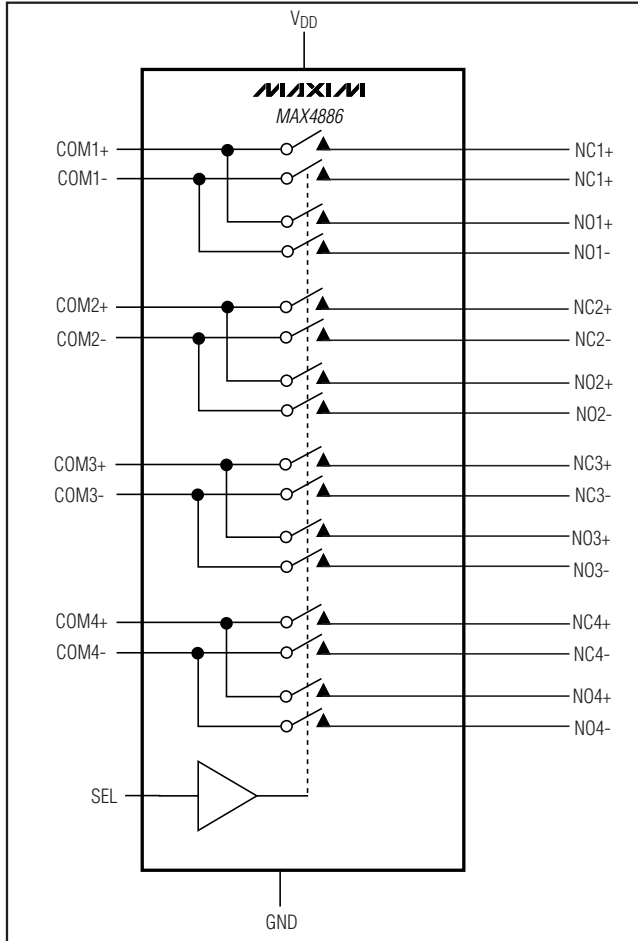 VDD
MAXIM
MAX4886
COM1+
NC1+
COM1-
NC1+
NO1+
NO1-
COM2+
NC2+
COM2-
NC2-
NO2+
NO2-
COM3+
NC3+
COM3-
NC3-
NO3+
NO3-
COM4+
NC4+
COM4-
NC4-
NO4+
NO4-
SEL
GND